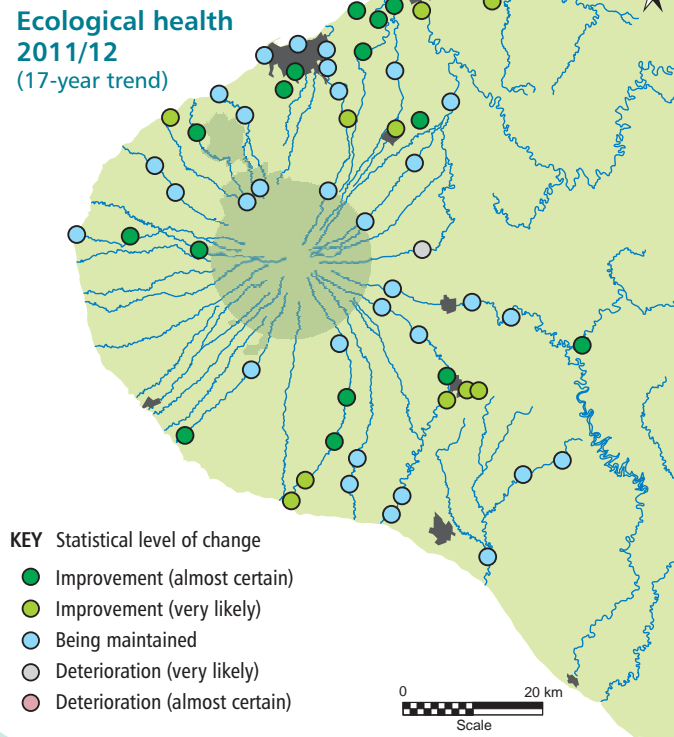 Ecological health
2011/12
(17-year trend)
KEY Statistical level of change
Improvement (almost certain)
Improvement (very likely)
Being maintained
Deterioration (very likely)
Deterioration (almost certain)
0 20 km
Scale